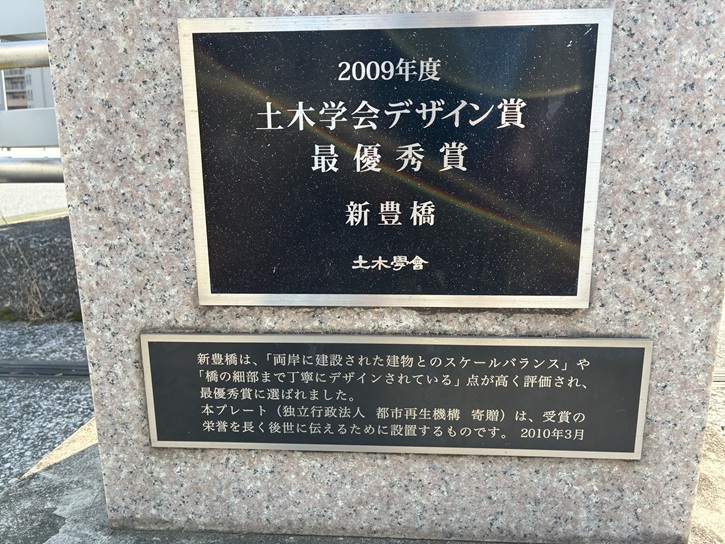 2009年度
土木学会デザイン賞
最優秀賞
新豊橋
土木學會
新豊橋は、「両岸に建設された建物とのスケールバランス」や
「橋の細部まで丁寧にデザインされている」点が高く評価され、
最優秀賞に選ばれました。
本プレート（独立行政法人 都市再生機構 寄贈）は、受賞の
栄誉を長く後世に伝えるために設置するものです。 2010年3月